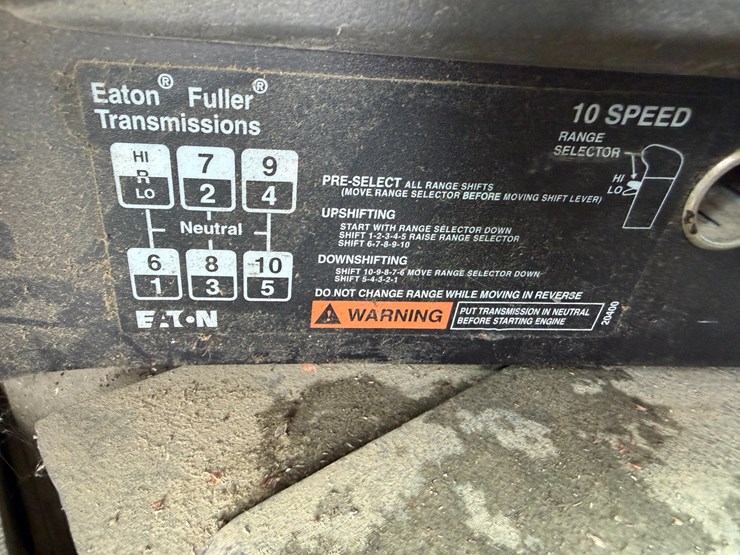 Eaton® Fuller®
Transmissions
10 SPEED
RANGE
SELECTOR
HI
LO
HI
R
LO
7
2
9
4
Neutral
6
1
8
3
10
5
EATON
PRE-SELECT ALL RANGE SHIFTS
(MOVE RANGE SELECTOR BEFORE MOVING SHIFT LEVER)
UPSHIFTING
START WITH RANGE SELECTOR DOWN
SHIFT 1-2-3-4-5 RAISE RANGE SELECTOR
SHIFT 6-7-8-9-10
DOWNSHIFTING
SHIFT 10-9-8-7-6 MOVE RANGE SELECTOR DOWN
SHIFT 5-4-3-2-1
DO NOT CHANGE RANGE WHILE MOVING IN REVERSE
WARNING
PUT TRANSMISSION IN NEUTRAL
BEFORE STARTING ENGINE
20400